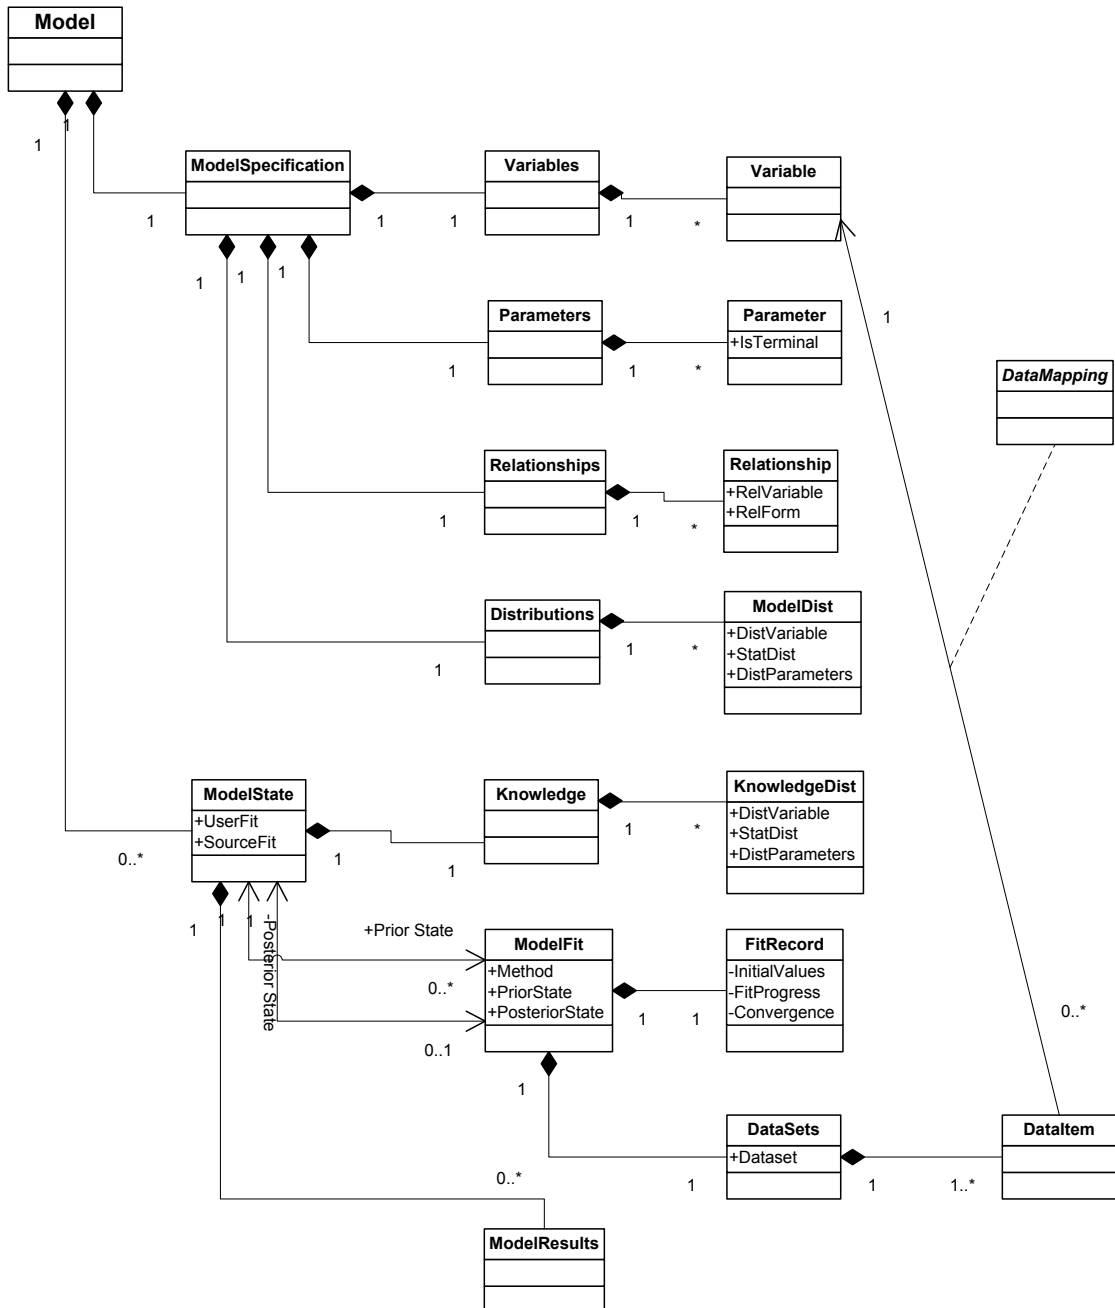 Model
1
1
ModelSpecification
Variables
Variable
1
1
1
1
*
1
1
1
Parameters
Parameter
+IsTerminal
1
1
1
*
DataMapping
Relationships
Relationship
+RelVariable
+RelForm
1
1
*
Distributions
ModelDist
+DistVariable
+StatDist
+DistParameters
1
1
*
ModelState
+UserFit
+SourceFit
Knowledge
KnowledgeDist
+DistVariable
+StatDist
+DistParameters
0..*
1
1
1
*
1
1
1
-Posterior State
+Prior State
ModelFit
+Method
+PriorState
+PosteriorState
FitRecord
-InitialValues
-FitProgress
-Convergence
0..*
1
1
0..*
0..1
1
DataSets
+Dataset
DataItem
0..*
1
1
1..*
ModelResults